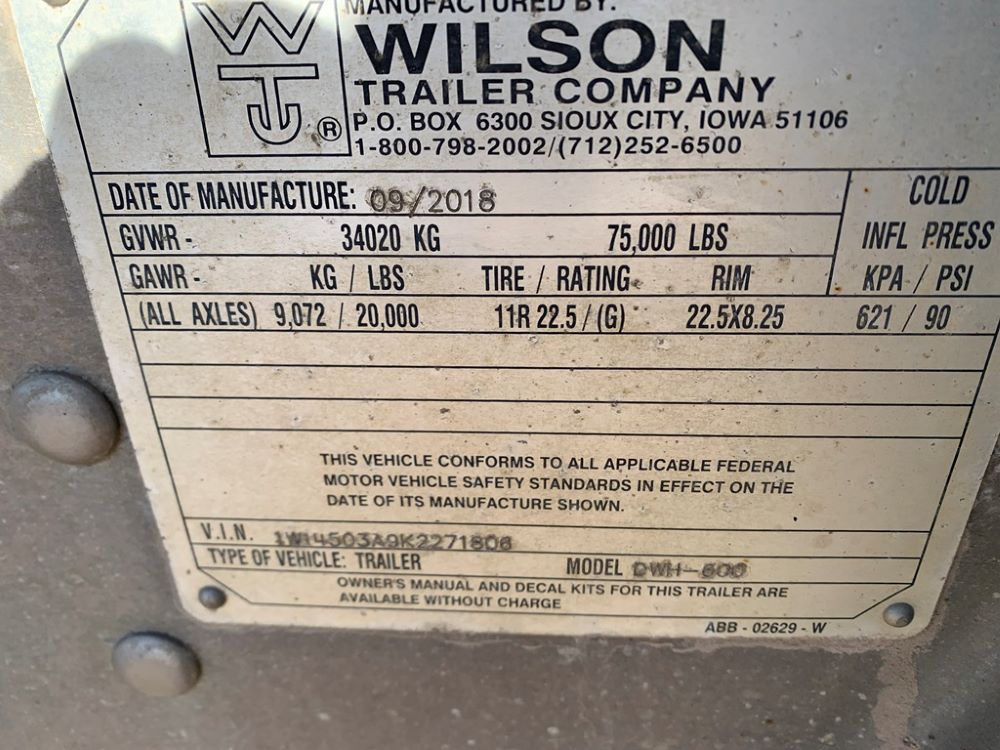 MANUFACTURED BY:
WILSON
TRAILER COMPANY
® P.O. BOX 6300 SIOUX CITY, IOWA 51106
1-800-798-2002/(712)252-6500
DATE OF MANUFACTURE: 09/2018
COLD
GVWR - 34020 KG 75,000 LBS INFL PRESS
GAWR - KG / LBS TIRE / RATING RIM KPA / PSI
(ALL AXLES) 9,072 / 20,000 11R 22.5 / (G) 22.5X8.25 621 / 90
THIS VEHICLE CONFORMS TO ALL APPLICABLE FEDERAL
MOTOR VEHICLE SAFETY STANDARDS IN EFFECT ON THE
DATE OF ITS MANUFACTURE SHOWN.
V.I.N.
TYPE OF VEHICLE: TRAILER MODEL
OWNER'S MANUAL AND DECAL KITS FOR THIS TRAILER ARE
AVAILABLE WITHOUT CHARGE
ABB - 02629 - W